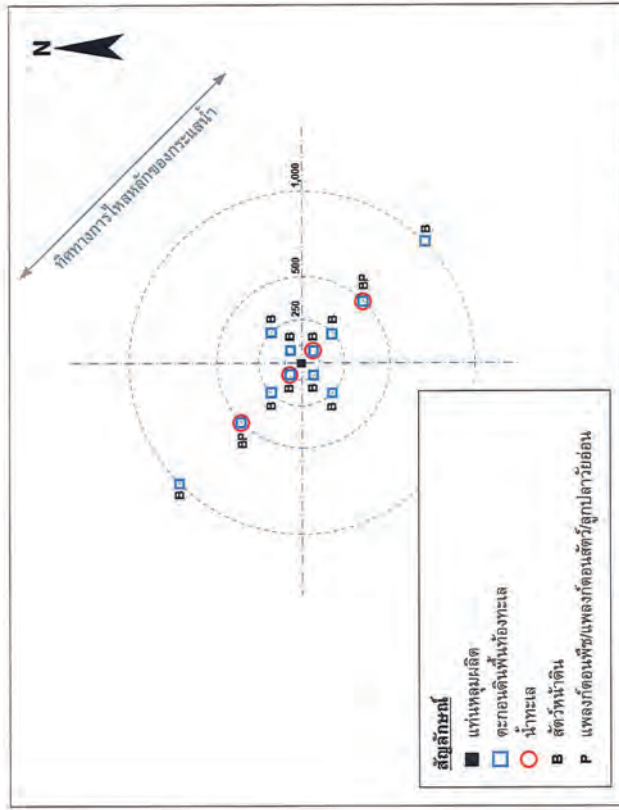 N
ทิศทางการไหลหลักของกระแสน้ำ
1,000
500
250
B
BP
B
B
B
B
B
B
B
B
BP
B
สัญลักษณ์
แท่นหลุมผลิต
ตะกอนดินพื้นท้องทะเล
น้ำทะเล
B สัตว์หน้าดิน
P แพลงก์ตอนพืช/แพลงก์ตอนสัตว์/ลูกปลาวัยอ่อน